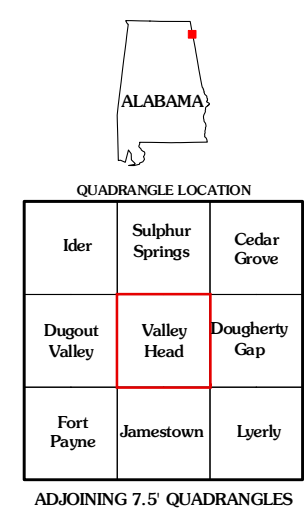 ALABAMA
QUADRANGLE LOCATION
Ider
Sulphur
Springs
Cedar
Grove
Dugout
Valley
Valley
Head
Dougherty
Gap
Fort
Payne
Jamestown
Lyerly
ADJOINING 7.5' QUADRANGLES